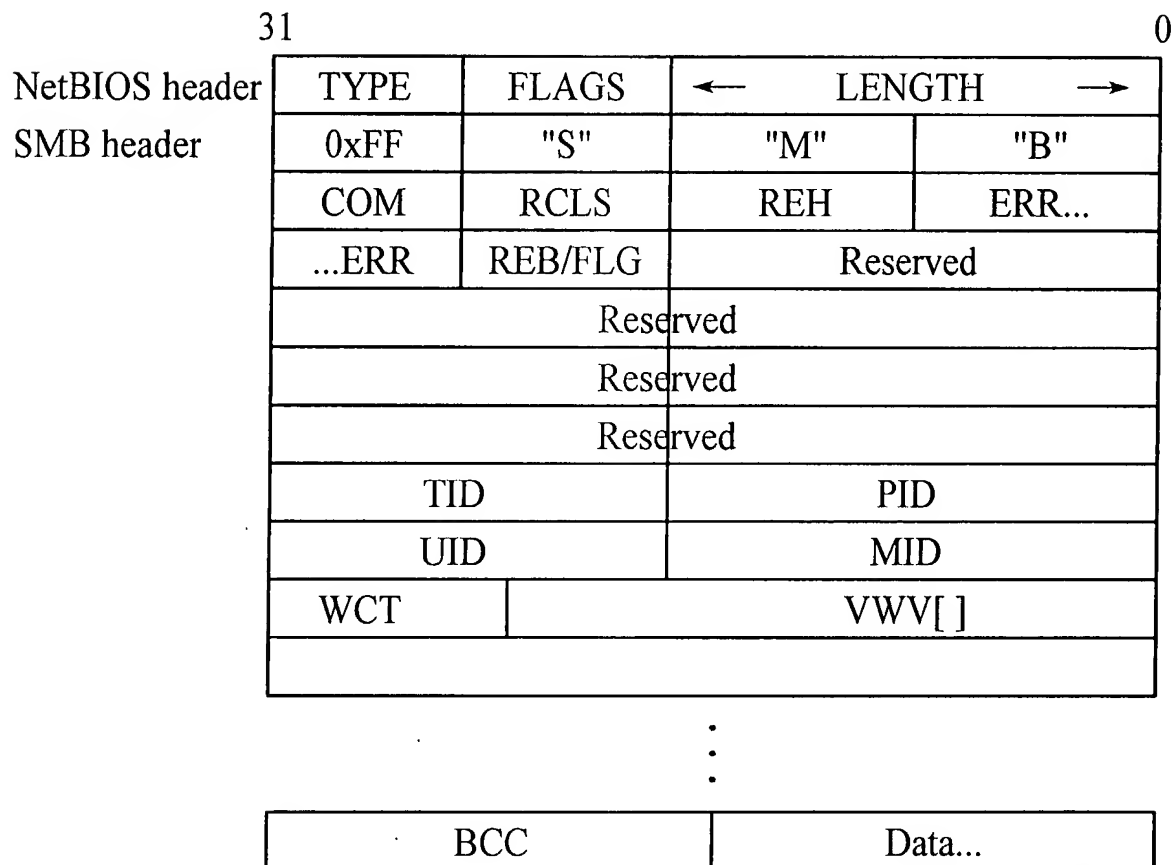 31 0
NetBIOS header TYPE FLAGS ← LENGTH →
SMB header 0xFF "S" "M" "B"
COM RCLS REH ERR...
...ERR REB/FLG Reserved
Reserved
Reserved
Reserved
TID PID
UID MID
WCT VWV[ ]
BCC Data...